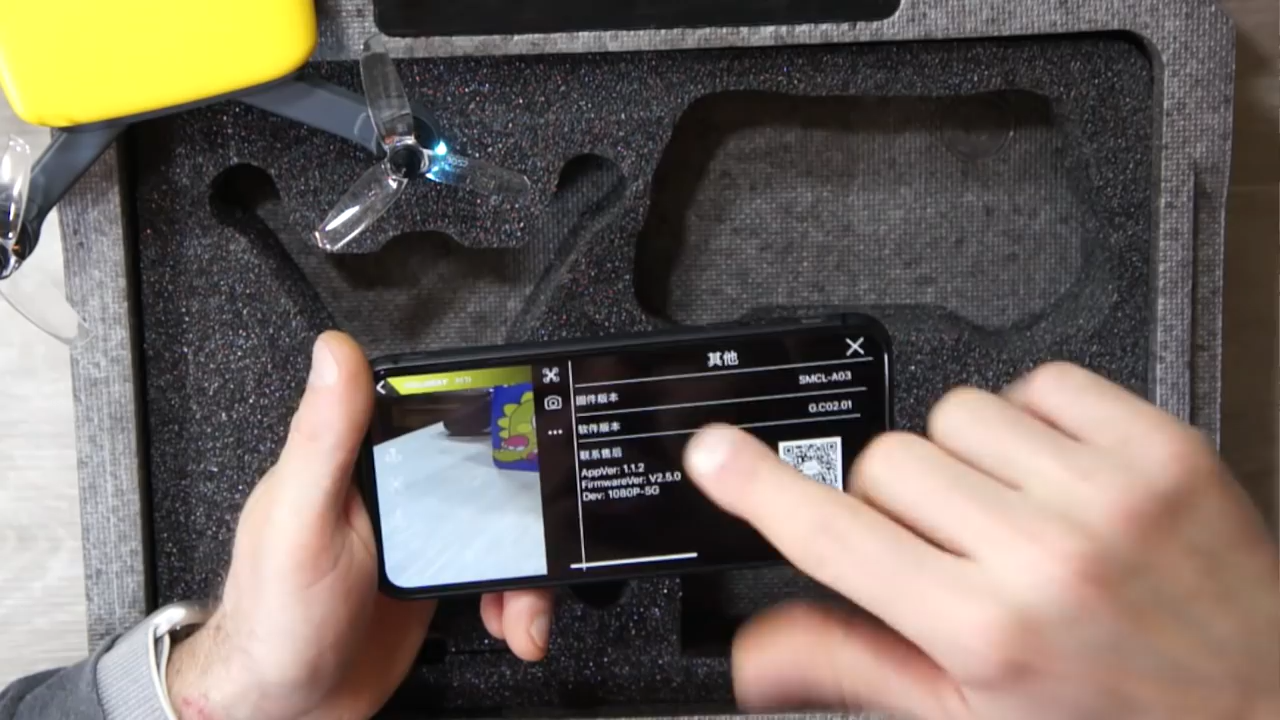 其他
SMCL-A03
固件版本
G.C02.01
软件版本
联系售后
AppVer: 1.1.2
FirmwareVer: V2.5.0
Dev: 1080P-5G